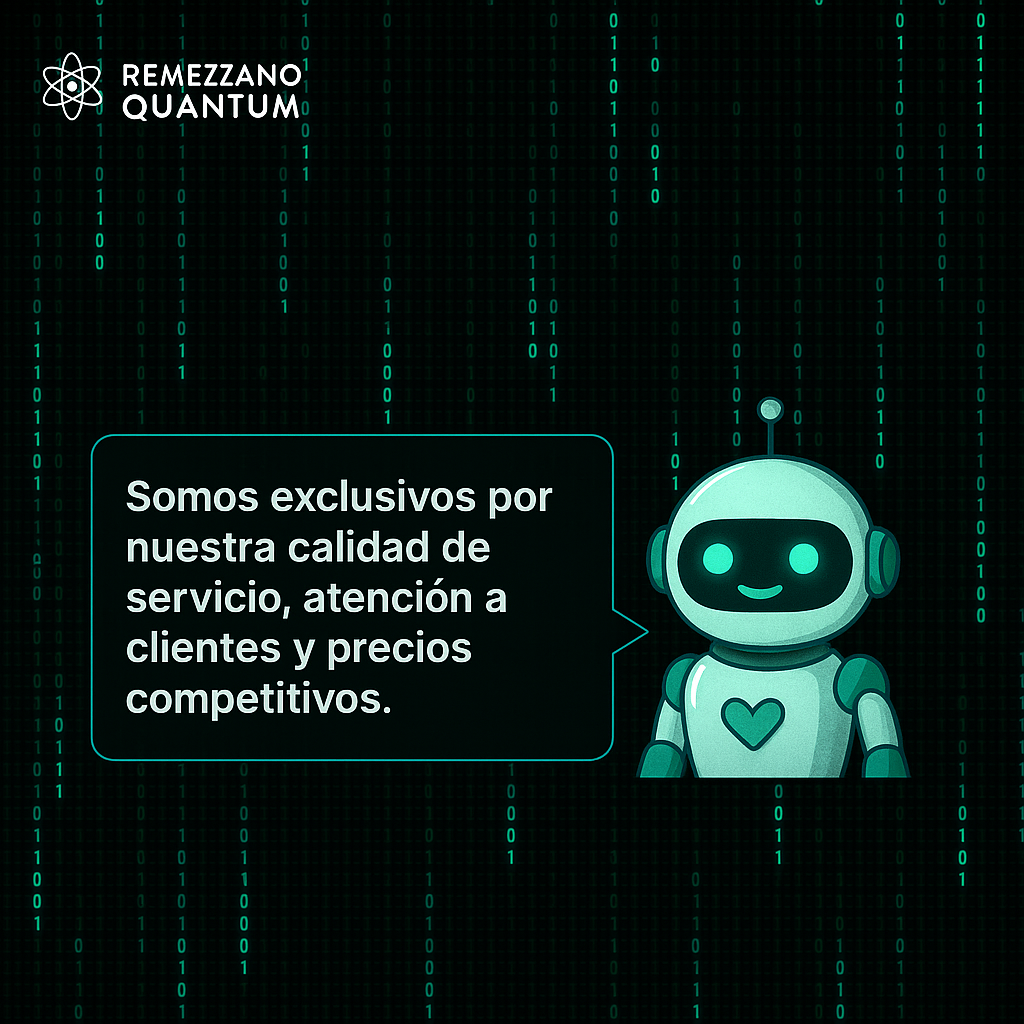 REMEZZANO
QUANTUM
Somos exclusivos por
nuestra calidad de
servicio, atención a
clientes y precios
competitivos.